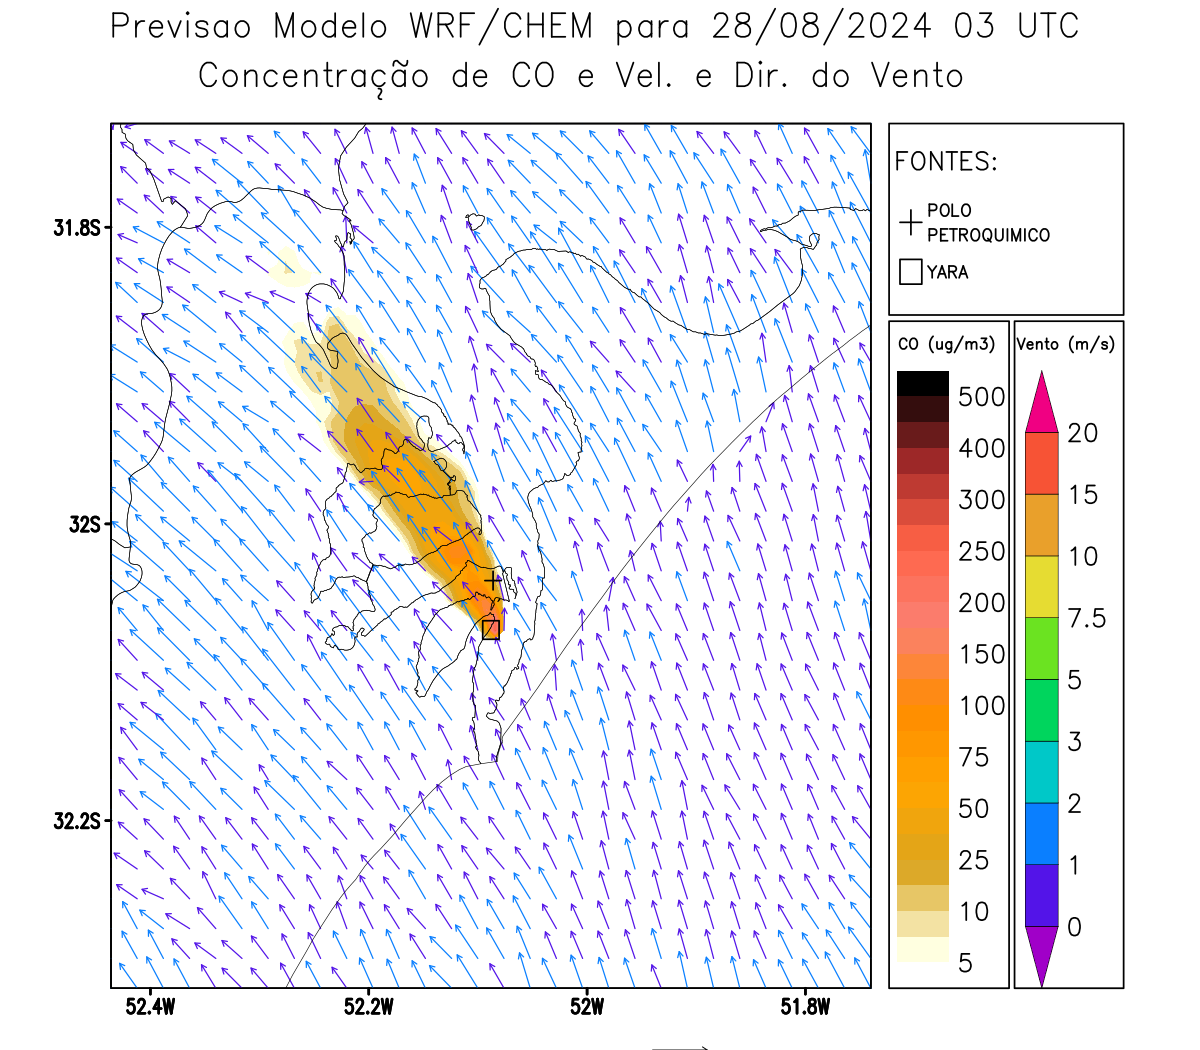 Previsao Modelo WRF/CHEM para 28/08/2024 03 UTC
Concentração de CO e Vel. e Dir. do Vento
FONTES:
POLO
PETROQUIMICO
YARA
31.8S
32S
32.2S
52.4W
52.2W
52W
51.8W
CO (ug/m3)
500
400
300
250
200
150
100
75
50
25
10
5
Vento (m/s)
20
15
10
7.5
5
3
2
1
0